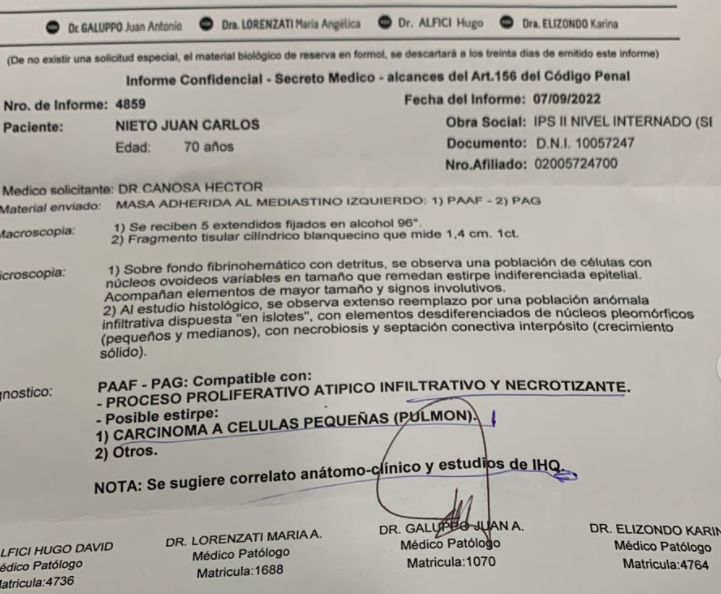 Dr. GALUPPO Juan Antonio Dra. LORENZATI Maria Angélica Dr. ALFICI Hugo Dra. ELIZONDO Karina
(De no existir una solicitud especial, el material biológico de reserva en formol, se descartará a los treinta dias de emitido este informe)
Informe Confidencial - Secreto Medico - alcances del Art.156 del Código Penal
Nro. de Informe: 4859 Fecha del Informe: 07/09/2022
Paciente: NIETO JUAN CARLOS Obra Social: IPS II NIVEL INTERNADO (SE
Edad: 70 años Documento: D.N.I. 10057247
Nro.Afiliado: 02005724700
Medico solicitante: DR CANOSA HECTOR
Material enviado: MASA ADHERIDA AL MEDIASTINO IZQUIERDO: 1) PAAF - 2) PAG
Macroscopia: 1) Se reciben 5 extendidos fijados en alcohol 96°.
2) Fragmento tisular cilíndrico blanquecino que mide 1,4 cm. 1ct.
icroscopia: 1) Sobre fondo fibrinohemático con detritus, se observa una población de células con
núcleos ovoideos variables en tamaño que remedan estirpe indiferenciada epitelial.
Acompañan elementos de mayor tamaño y signos involutivos.
2) Al estudio histológico, se observa extenso reemplazo por una población anómala
infiltrativa dispuesta "en islotes", con elementos desdiferenciados de núcleos pleomórficos
(pequeños y medianos), con necrobiosis y septación conectiva interpósito (crecimiento
sólido).
gnostico: PAAF - PAG: Compatible con:
- PROCESO PROLIFERATIVO ATIPICO INFILTRATIVO Y NECROTIZANTE.
- Posible estirpe:
1) CARCINOMA A CELULAS PEQUEÑAS (PULMON).
2) Otros.
NOTA: Se sugiere correlato anátomo-clínico y estudios de IHQ.
LFICI HUGO DAVID DR. LORENZATI MARIA A. DR. GALUPPO JUAN A. DR. ELIZONDO KARIN
édico Patólogo Médico Patólogo Médico Patólogo Médico Patólogo
atricula:4736 Matricula:1688 Matricula:1070 Matricula:4764